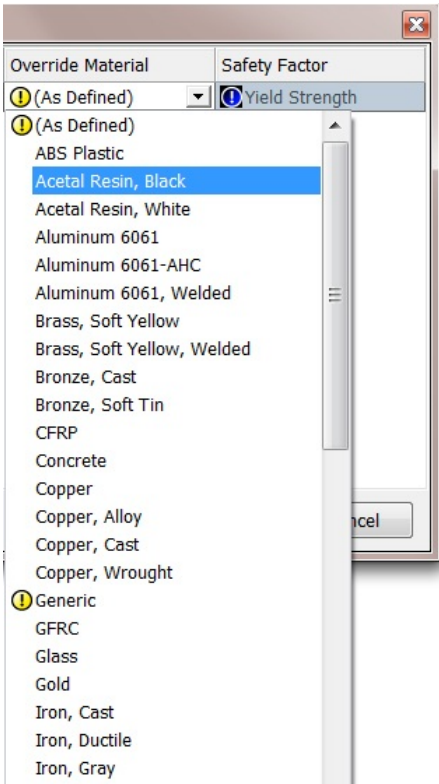 Override Material Safety Factor
(As Defined) Yield Strength
(As Defined)
ABS Plastic
Acetal Resin, Black
Acetal Resin, White
Aluminum 6061
Aluminum 6061-AHC
Aluminum 6061, Welded
Brass, Soft Yellow
Brass, Soft Yellow, Welded
Bronze, Cast
Bronze, Soft Tin
CFRP
Concrete
Copper
Copper, Alloy
ncel
Copper, Cast
Copper, Wrought
Generic
GFRC
Glass
Gold
Iron, Cast
Iron, Ductile
Iron, Gray